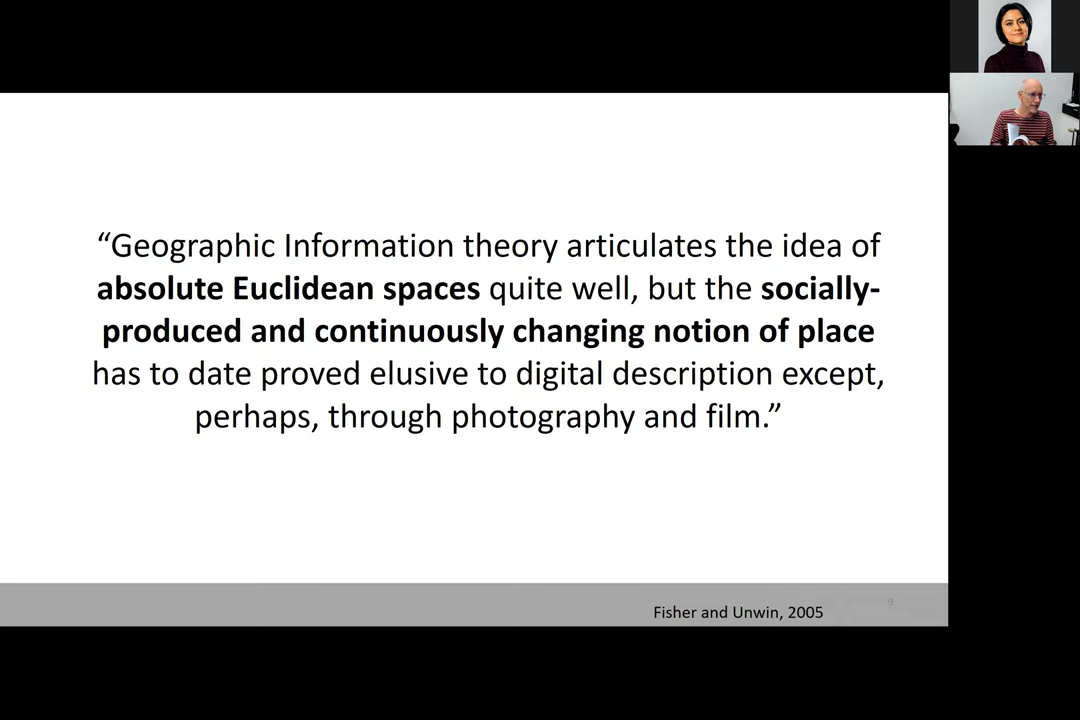 “Geographic Information theory articulates the idea of
absolute Euclidean spaces quite well, but the socially-
produced and continuously changing notion of place
has to date proved elusive to digital description except,
perhaps, through photography and film.”
9
Fisher and Unwin, 2005